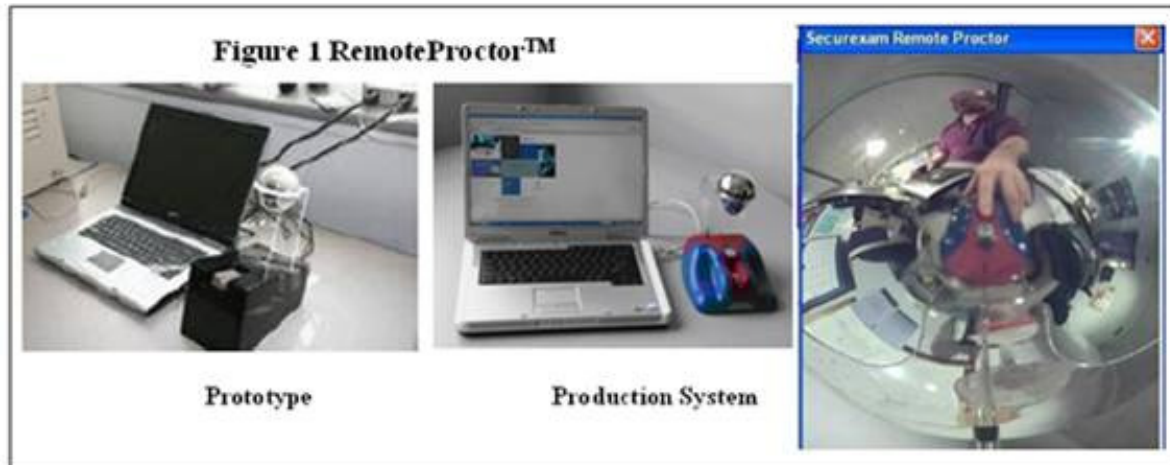 Figure 1 RemoteProctor™
Securexam Remote Proctor
Prototype
Production System